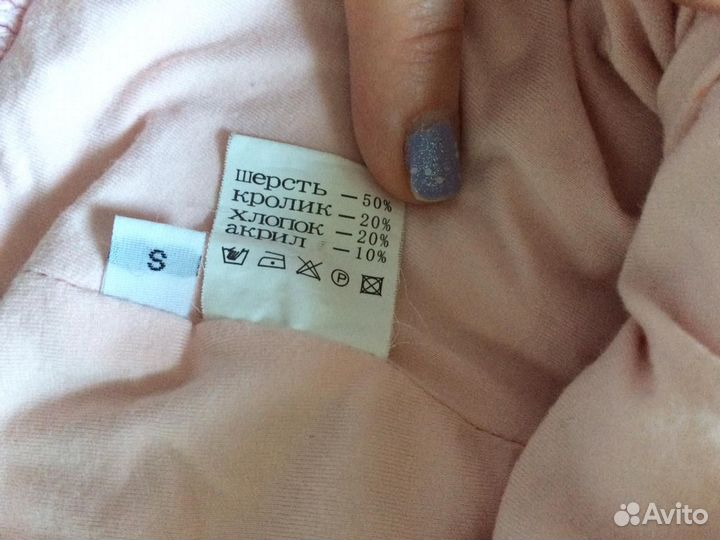 шерсть – 50%
кролик – 20%
хлопок – 20%
акрил – 10%
P
S
Avito